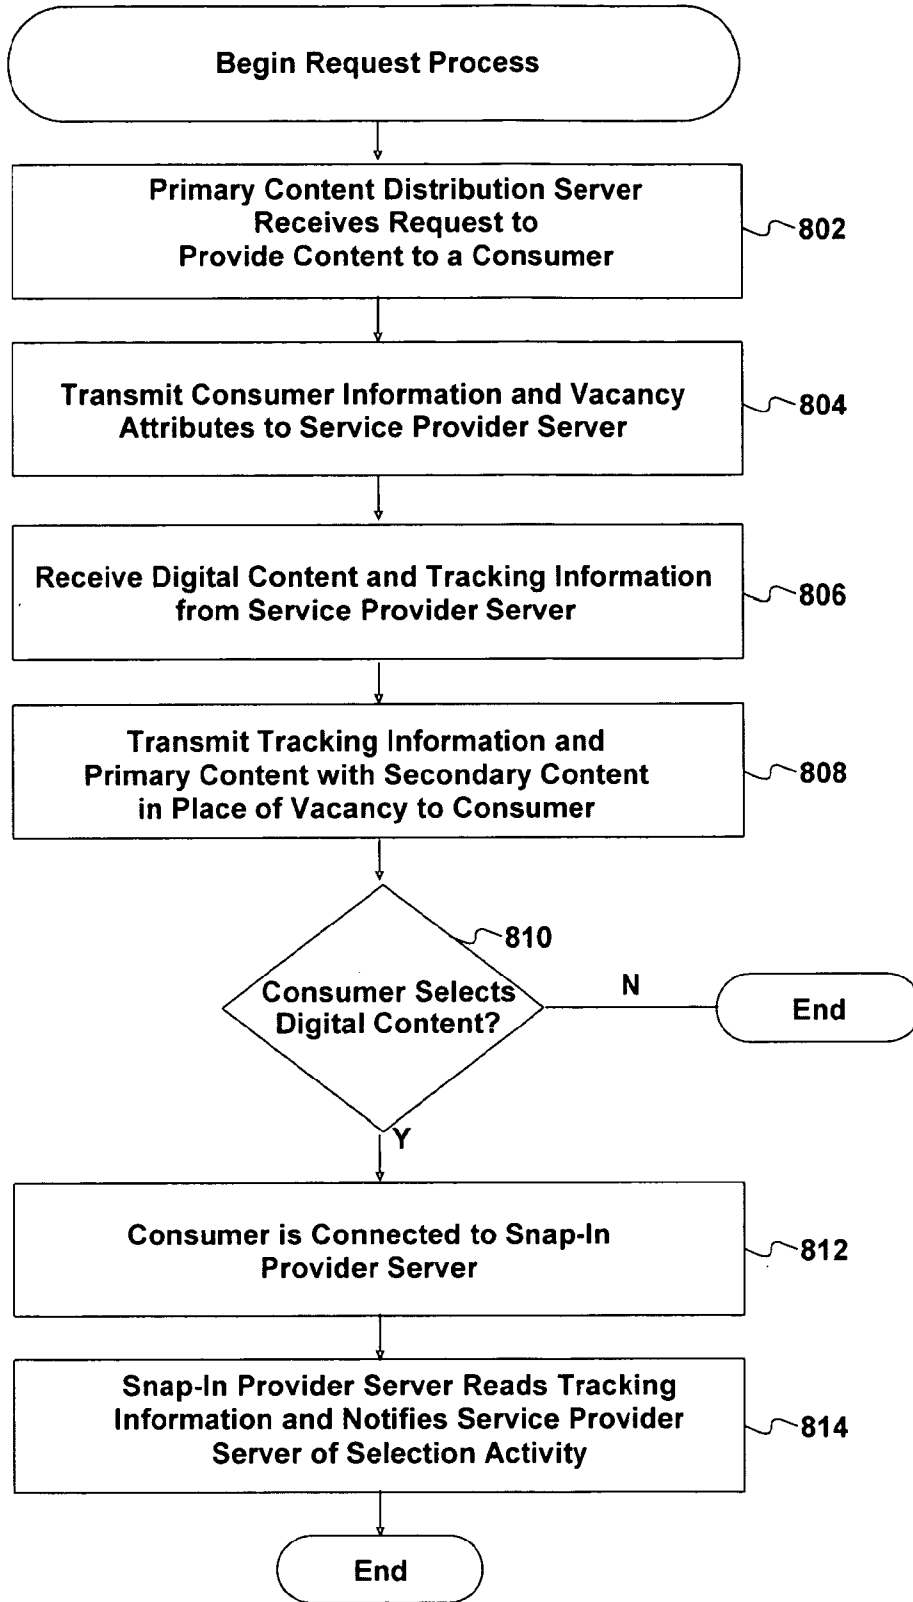 Begin Request Process
Primary Content Distribution Server
Receives Request to
Provide Content to a Consumer
802
Transmit Consumer Information and Vacancy
Attributes to Service Provider Server
804
Receive Digital Content and Tracking Information
from Service Provider Server
806
Transmit Tracking Information and
Primary Content with Secondary Content
in Place of Vacancy to Consumer
808
810
Consumer Selects
Digital Content?
N
End
Y
Consumer is Connected to Snap-In
Provider Server
812
Snap-In Provider Server Reads Tracking
Information and Notifies Service Provider
Server of Selection Activity
814
End